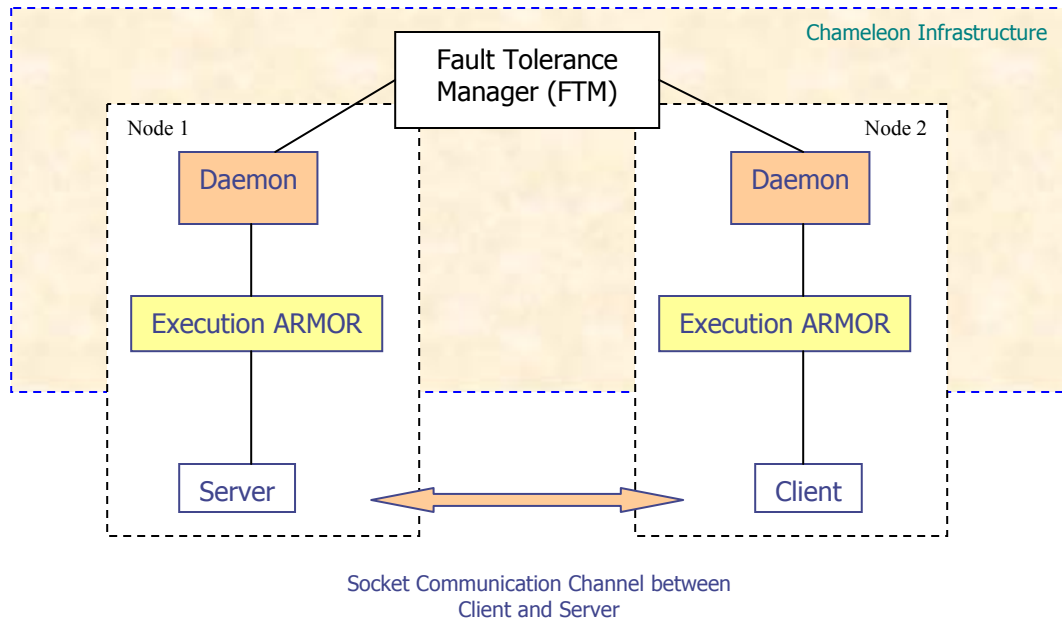 Chameleon Infrastructure
Fault Tolerance
Manager (FTM)
Node 1
Node 2
Daemon
Daemon
Execution ARMOR
Execution ARMOR
Server
Client
Socket Communication Channel between
Client and Server